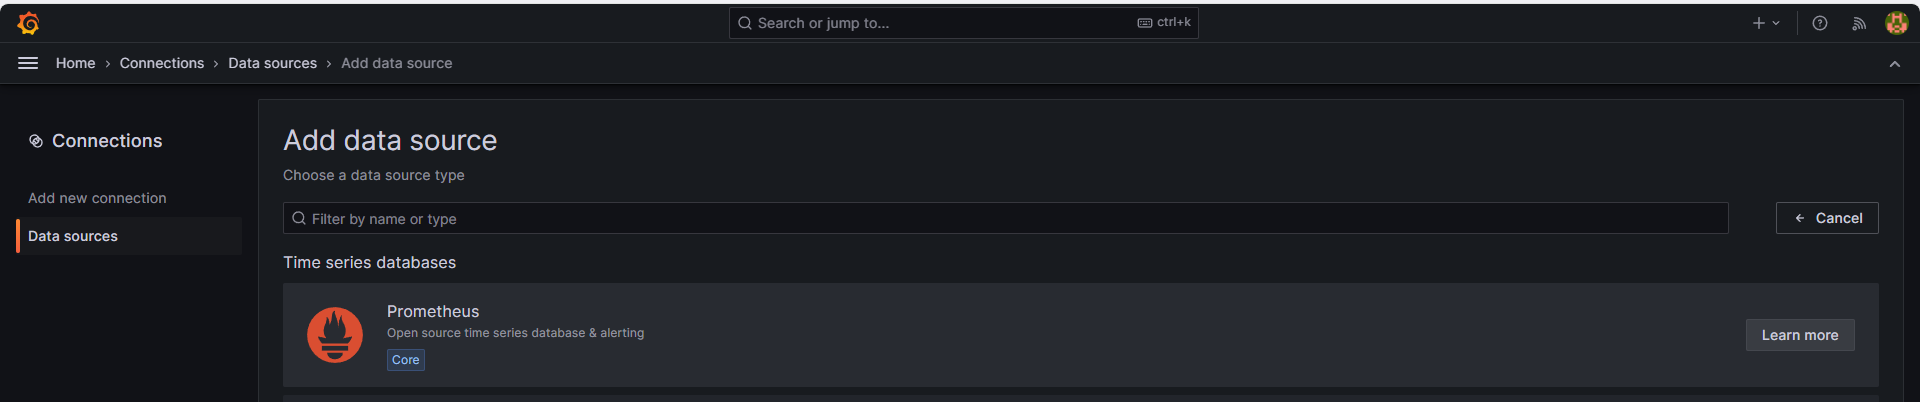 Search or jump to...
ctrl+k
Home › Connections › Data sources › Add data source
Connections
Add new connection
Data sources
Add data source
Choose a data source type
Filter by name or type
Cancel
Time series databases
Prometheus
Open source time series database & alerting
Core
Learn more